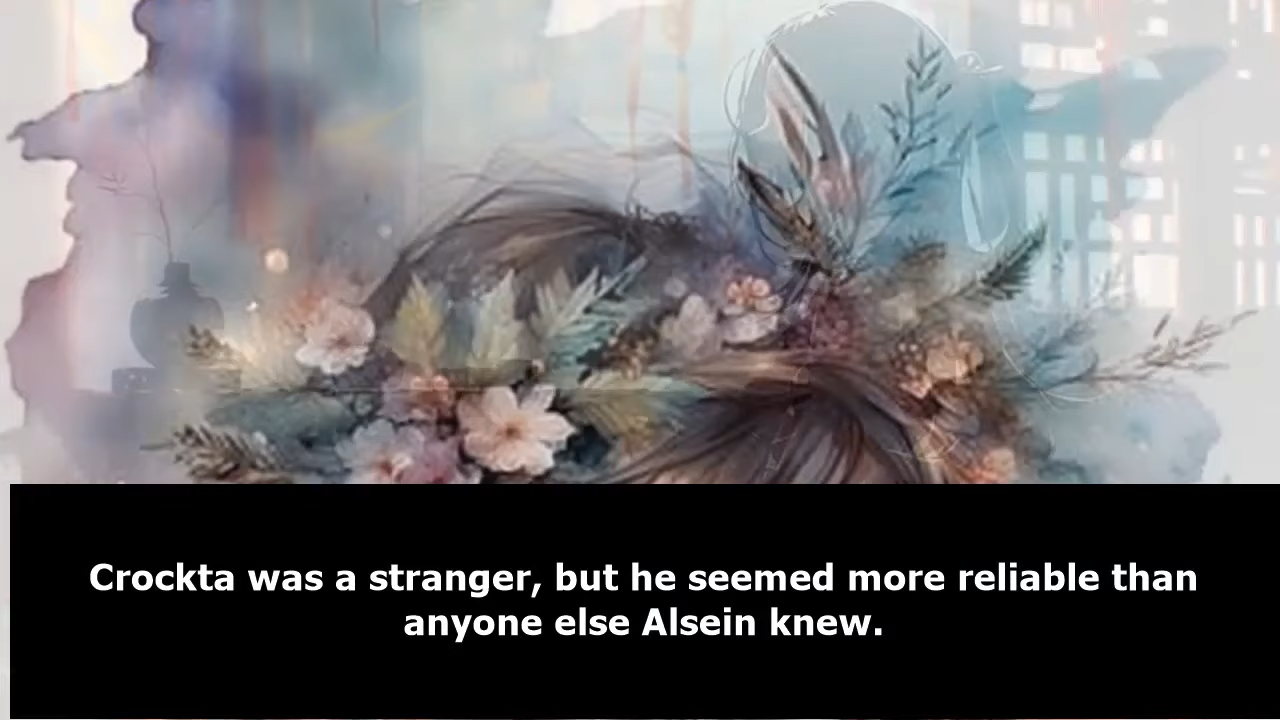 Crockta was a stranger, but he seemed more reliable than
anyone else Alsein knew.